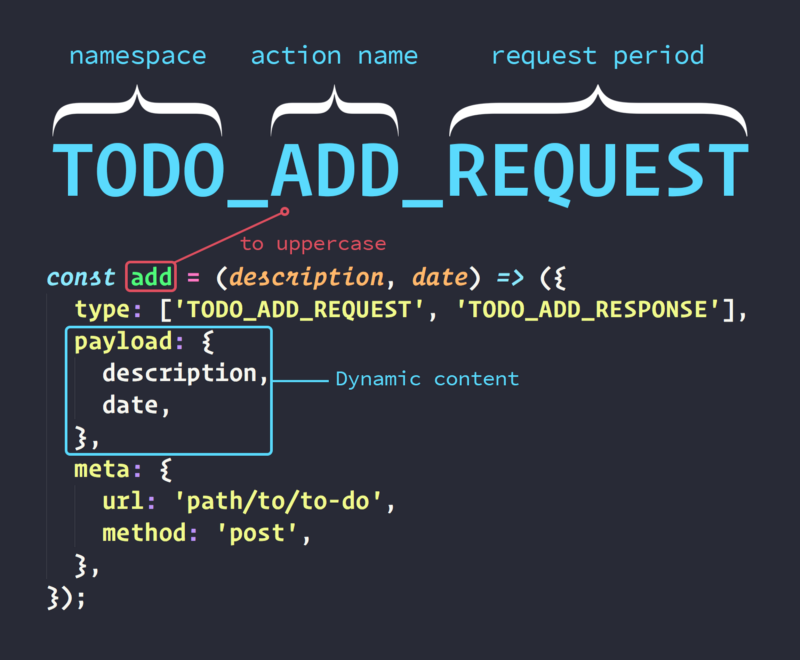 namespace action name request period
TODO_ADD_REQUEST
to uppercase
const add = (description, date) => ({
type: ['TODO_ADD_REQUEST', 'TODO_ADD_RESPONSE'],
payload: {
description,
Dynamic content
date,
},
meta: {
url: 'path/to/to-do',
method: 'post',
},
});